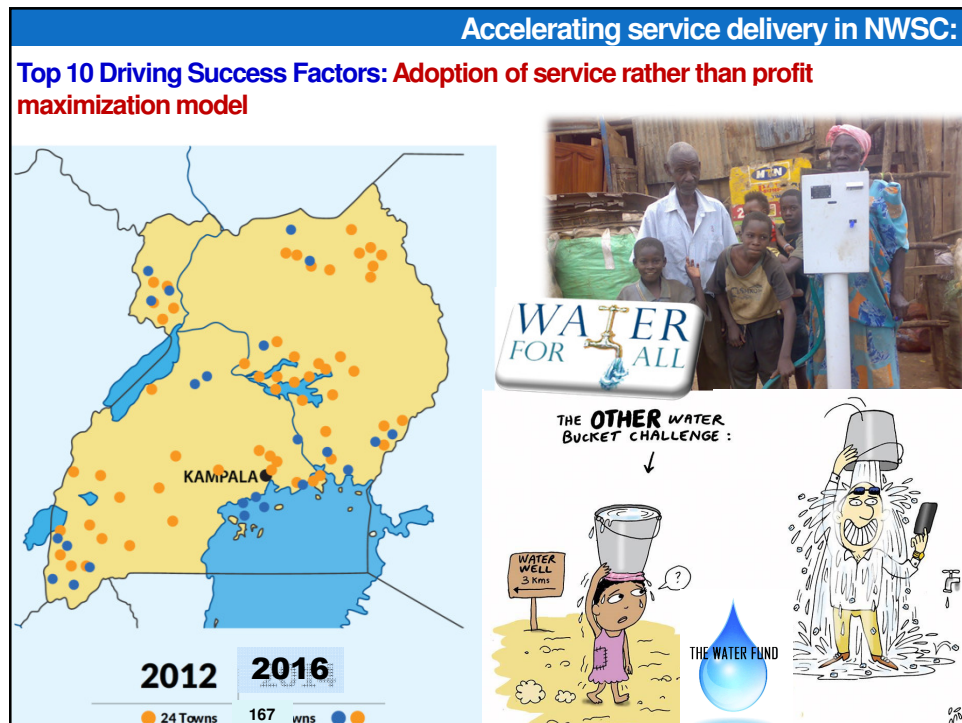 Accelerating service delivery in NWSC:
Top 10 Driving Success Factors: Adoption of service rather than profit
maximization model
MTN
WATER
FOR ALL
THE OTHER WATER
BUCKET CHALLENGE :
KAMPALA
WATER
WELL
3 KMS
?
THE WATER FUND
2012 2016
24 Towns 167 wns